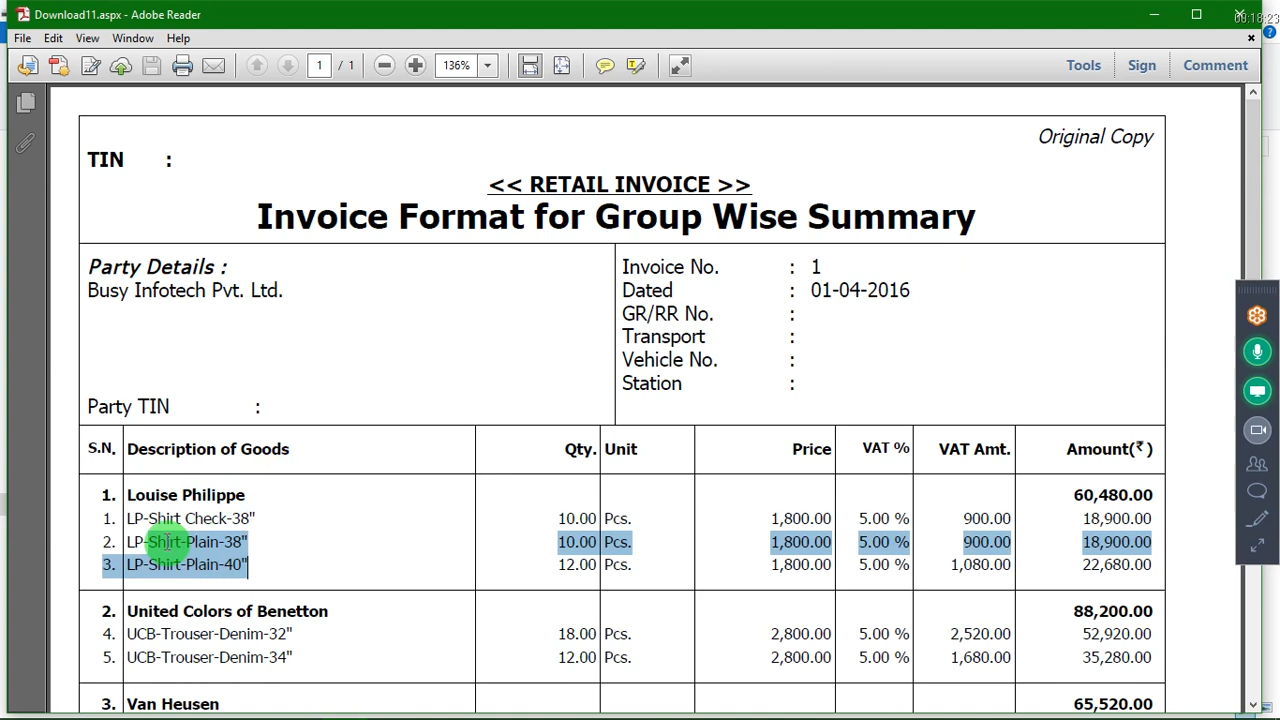 Download11.aspx - Adobe Reader
00:18:23
File Edit View Window Help
1 / 1 136% Tools Sign Comment
Original Copy
TIN :
<< RETAIL INVOICE >>
Invoice Format for Group Wise Summary
Party Details :
Busy Infotech Pvt. Ltd.
Party TIN :
Invoice No. : 1
Dated : 01-04-2016
GR/RR No. :
Transport :
Vehicle No. :
Station :
S.N. Description of Goods Qty. Unit Price VAT % VAT Amt. Amount(₹ )
1. Louise Philippe 60,480.00
1. LP-Shirt Check-38" 10.00 Pcs. 1,800.00 5.00 % 900.00 18,900.00
2. LP-Shirt-Plain-38" 10.00 Pcs. 1,800.00 5.00 % 900.00 18,900.00
3. LP-Shirt-Plain-40" 12.00 Pcs. 1,800.00 5.00 % 1,080.00 22,680.00
2. United Colors of Benetton 88,200.00
4. UCB-Trouser-Denim-32" 18.00 Pcs. 2,800.00 5.00 % 2,520.00 52,920.00
5. UCB-Trouser-Denim-34" 12.00 Pcs. 2,800.00 5.00 % 1,680.00 35,280.00
3. Van Heusen 65,520.00